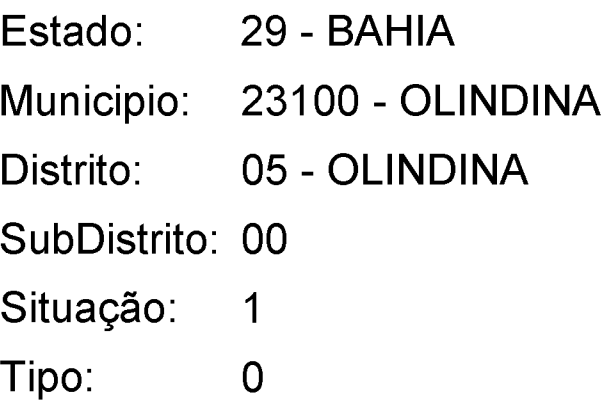 Estado: 29 - BAHIA
Municipio: 23100 - OLINDINA
Distrito: 05 - OLINDINA
SubDistrito: 00
Situação: 1
Tipo: 0